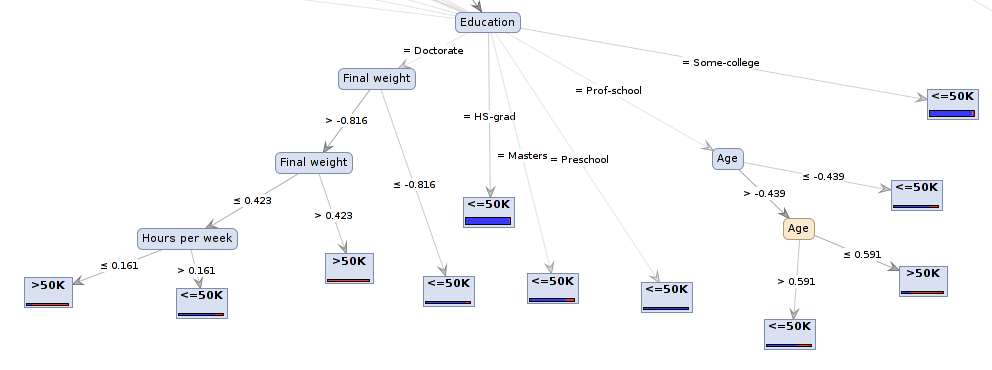 Education
= Doctorate
= Some-college
Final weight
= Prof-school
<=50K
= HS-grad
> -0.816
= Masters
= Preschool
Age
Final weight
≤ -0.439
≤ -0.816
> -0.439
<=50K
≤ 0.423
<=50K
> 0.423
Age
Hours per week
≤ 0.591
>50K
≤ 0.161
> 0.161
>50K
> 0.591
>50K
<=50K
<=50K
<=50K
<=50K
<=50K